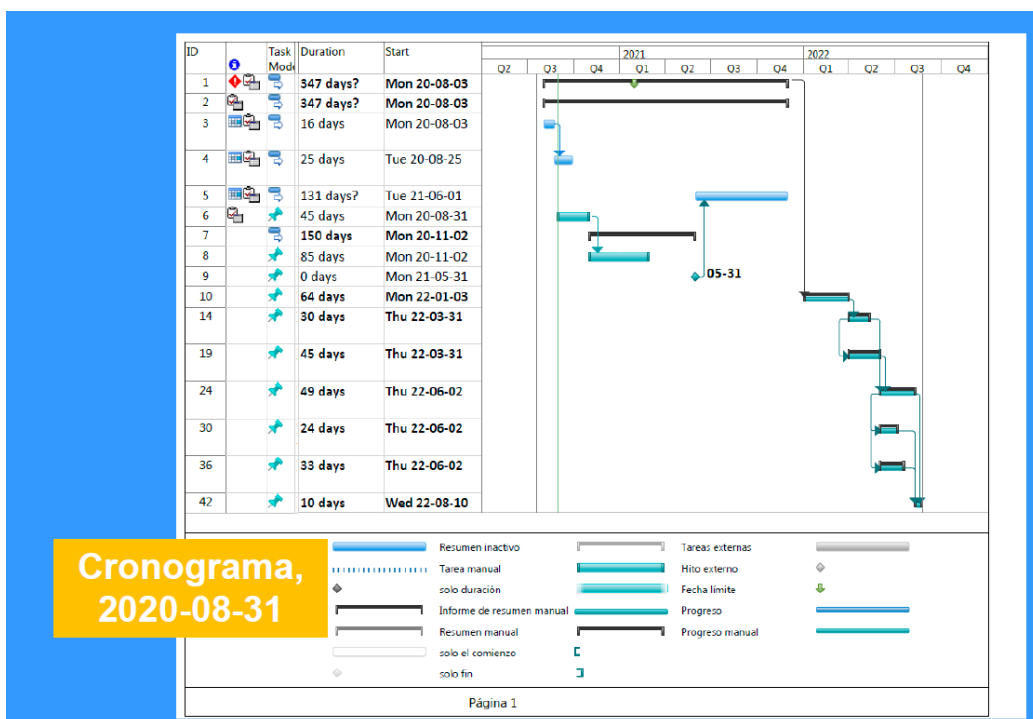 ID Task Mode Duration Start
2021 2022
Q2 Q3 Q4 Q1 Q2 Q3 Q4 Q1 Q2 Q3 Q4
1 347 days? Mon 20-08-03
2 347 days? Mon 20-08-03
3 16 days Mon 20-08-03
4 25 days Tue 20-08-25
5 131 days? Tue 21-06-01
6 45 days Mon 20-08-31
7 150 days Mon 20-11-02
8 85 days Mon 20-11-02
9 0 days Mon 21-05-31 05-31
10 64 days Mon 22-01-03
14 30 days Thu 22-03-31
19 45 days Thu 22-03-31
24 49 days Thu 22-06-02
30 24 days Thu 22-06-02
36 33 days Thu 22-06-02
42 10 days Wed 22-08-10
Cronograma,
2020-08-31
Resumen inactivo Tareas externas
Tarea manual Hito externo
solo duración Fecha límite
Informe de resumen manual Progreso
Resumen manual Progreso manual
solo el comienzo
solo fin
Página 1